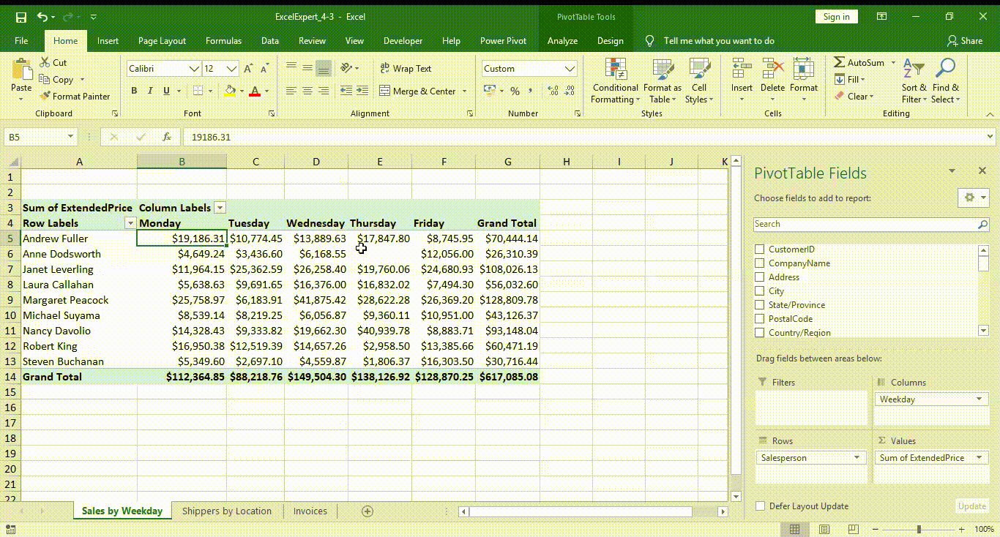 ExcelExpert_4-3 - Excel
PivotTable Tools
Sign in
File Home Insert Page Layout Formulas Data Review View Developer Help Power Pivot Analyze Design Tell me what you want to do Share
Paste
Cut
Copy
Format Painter
Clipboard
Calibri 12
B I U
Font
Wrap Text
Merge & Center
Alignment
Custom
Number
Conditional Formatting
Format as Table
Cell Styles
Styles
Insert Delete Format
Cells
AutoSum
Fill
Clear
Sort & Filter
Find & Select
Editing
B5 fx 19186.31
A B C D E F G H I J K
1
2
3 Sum of ExtendedPrice Column Labels
4 Row Labels Monday Tuesday Wednesday Thursday Friday Grand Total
5 Andrew Fuller $19,186.31 $10,774.45 $13,889.63 $17,847.80 $8,745.95 $70,444.14
6 Anne Dodsworth $4,649.24 $3,436.60 $6,168.55 $12,056.00 $26,310.39
7 Janet Leverling $11,964.15 $25,362.59 $26,258.40 $19,760.06 $24,680.93 $108,026.13
8 Laura Callahan $5,638.63 $9,691.65 $16,376.00 $16,832.02 $7,494.30 $56,032.60
9 Margaret Peacock $25,758.97 $6,183.91 $41,875.42 $28,622.28 $26,369.20 $128,809.78
10 Michael Suyama $8,539.14 $8,219.25 $6,056.87 $9,360.11 $10,951.00 $43,126.37
11 Nancy Davolio $14,328.43 $9,333.82 $19,662.30 $40,939.78 $8,883.71 $93,148.04
12 Robert King $16,950.38 $12,519.39 $14,657.26 $2,958.50 $13,385.66 $60,471.19
13 Steven Buchanan $5,349.60 $2,697.10 $4,559.87 $1,806.37 $16,303.50 $30,716.44
14 Grand Total $112,364.85 $88,218.76 $149,504.30 $138,126.92 $128,870.25 $617,085.08
15
16
17
18
19
20
21
22
PivotTable Fields
Choose fields to add to report:
Search
CustomerID
CompanyName
Address
City
State/Province
PostalCode
Country/Region
Drag fields between areas below:
Filters
Columns
Weekday
Rows
Salesperson
Σ Values
Sum of ExtendedPrice
Defer Layout Update
Update
Sales by Weekday Shippers by Location Invoices
100%